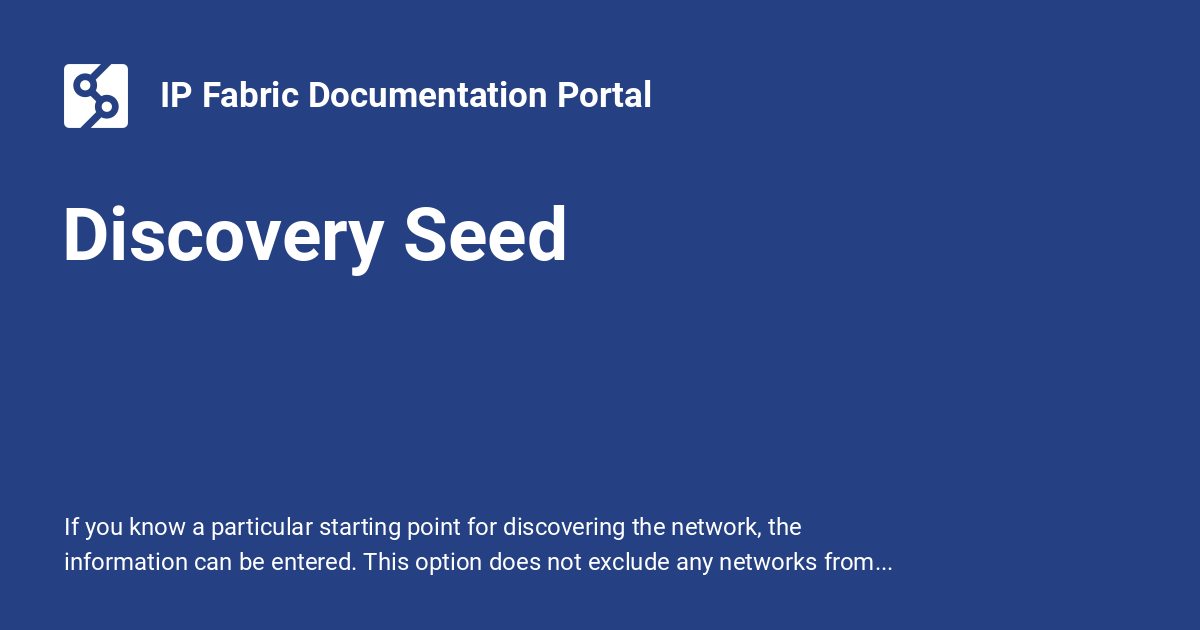 IP Fabric Documentation Portal
Discovery Seed
If you know a particular starting point for discovering the network, the
information can be entered. This option does not exclude any networks from...